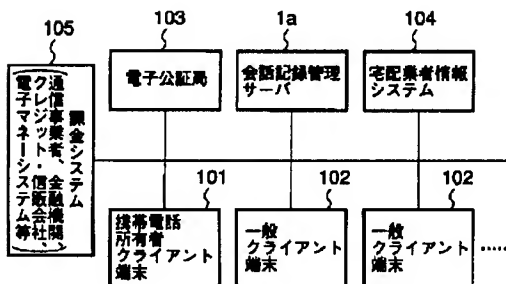 105
103
1a
104
課金システム
(通信事業者、金融機関、
クレジット・信販会社、
電子マネーシステム等)
電子公証局
会話記録管理
サーバ
宅配業者情報
システム
101
102
102
携帯電話
所有者
クライアント
端末
一般
クライアント
端末
一般
クライアント
端末
……